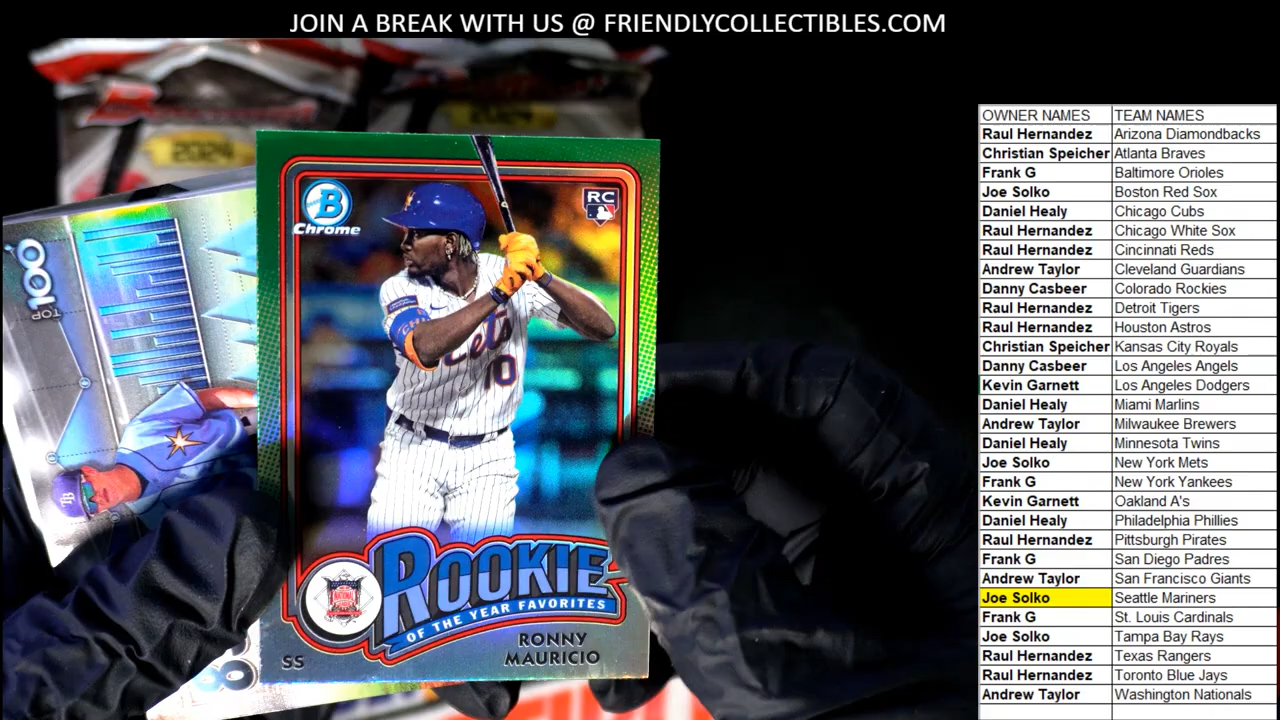 JOIN A BREAK WITH US @ FRIENDLYCOLLECTIBLES.COM
2024
TOP 100
TB
B
Chrome
RC
Mets
10
ROOKIE
OF THE YEAR FAVORITES
NATIONAL
SS
RONNY
MAURICIO
OWNER NAMES TEAM NAMES
Raul Hernandez Arizona Diamondbacks
Christian Speicher Atlanta Braves
Frank G Baltimore Orioles
Joe Solko Boston Red Sox
Daniel Healy Chicago Cubs
Raul Hernandez Chicago White Sox
Raul Hernandez Cincinnati Reds
Andrew Taylor Cleveland Guardians
Danny Casbeer Colorado Rockies
Raul Hernandez Detroit Tigers
Raul Hernandez Houston Astros
Christian Speicher Kansas City Royals
Danny Casbeer Los Angeles Angels
Kevin Garnett Los Angeles Dodgers
Daniel Healy Miami Marlins
Andrew Taylor Milwaukee Brewers
Daniel Healy Minnesota Twins
Joe Solko New York Mets
Frank G New York Yankees
Kevin Garnett Oakland A's
Daniel Healy Philadelphia Phillies
Raul Hernandez Pittsburgh Pirates
Frank G San Diego Padres
Andrew Taylor San Francisco Giants
Joe Solko Seattle Mariners
Frank G St. Louis Cardinals
Joe Solko Tampa Bay Rays
Raul Hernandez Texas Rangers
Raul Hernandez Toronto Blue Jays
Andrew Taylor Washington Nationals